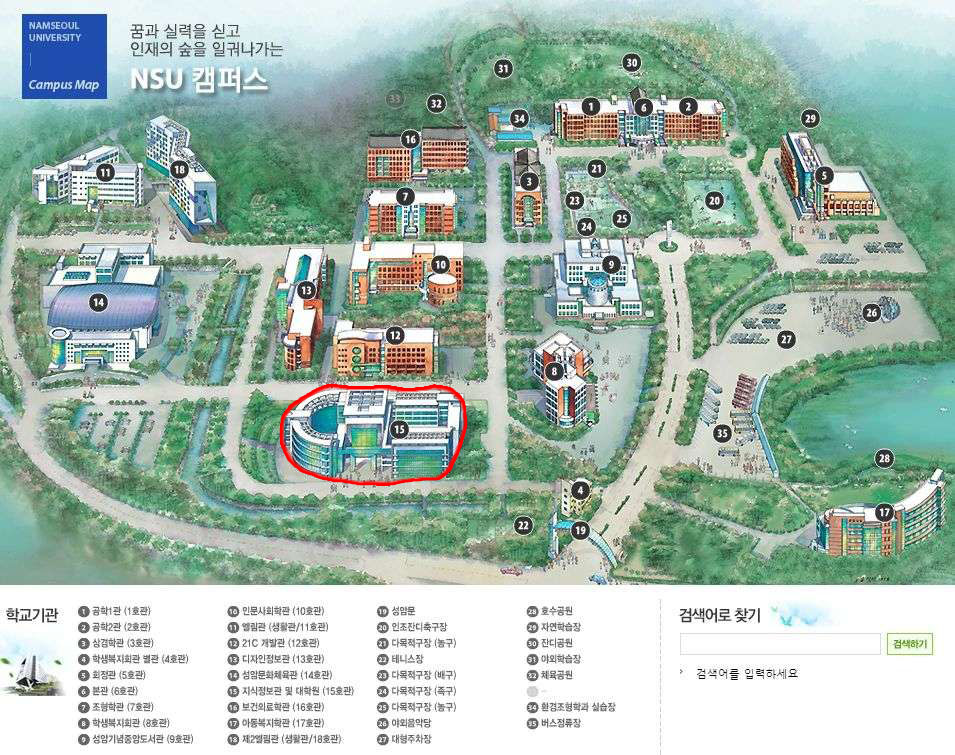 NAMSEOUL
UNIVERSITY
Campus Map
꿈과 실력을 싣고
인재의 숲을 일궈나가는
NSU 캠퍼스
33
32
31
30
34
1
6
2
29
16
11
18
7
3
21
23
24
25
20
5
14
13
10
9
12
8
26
27
15
35
28
4
22
19
17
학교기관
1 공학1관 (1호관)
2 공학2관 (2호관)
3 상경학관 (3호관)
4 학생복지회관 별관 (4호관)
5 회정관 (5호관)
6 본관 (6호관)
7 조형학관 (7호관)
8 학생복지회관 (8호관)
9 성암기념중앙도서관 (9호관)
10 인문사회학관 (10호관)
11 엘림관 (생활관/11호관)
12 21C 개발관 (12호관)
13 디자인정보관 (13호관)
14 성암문화체육관 (14호관)
15 지식정보관 및 대학원 (15호관)
16 보건의료학관 (16호관)
17 아동복지학관 (17호관)
18 제2엘림관 (생활관/18호관)
19 성암문
20 인조잔디축구장
21 다목적구장 (농구)
22 테니스장
23 다목적구장 (배구)
24 다목적구장 (족구)
25 다목적구장 (농구)
26 야외음악당
27 대형주차장
28 호수공원
29 자연학습장
30 잔디공원
31 야외학습장
32 체육공원
34 환경조형학과 실습장
35 버스정류장
검색어로 찾기
검색하기
검색어를 입력하세요